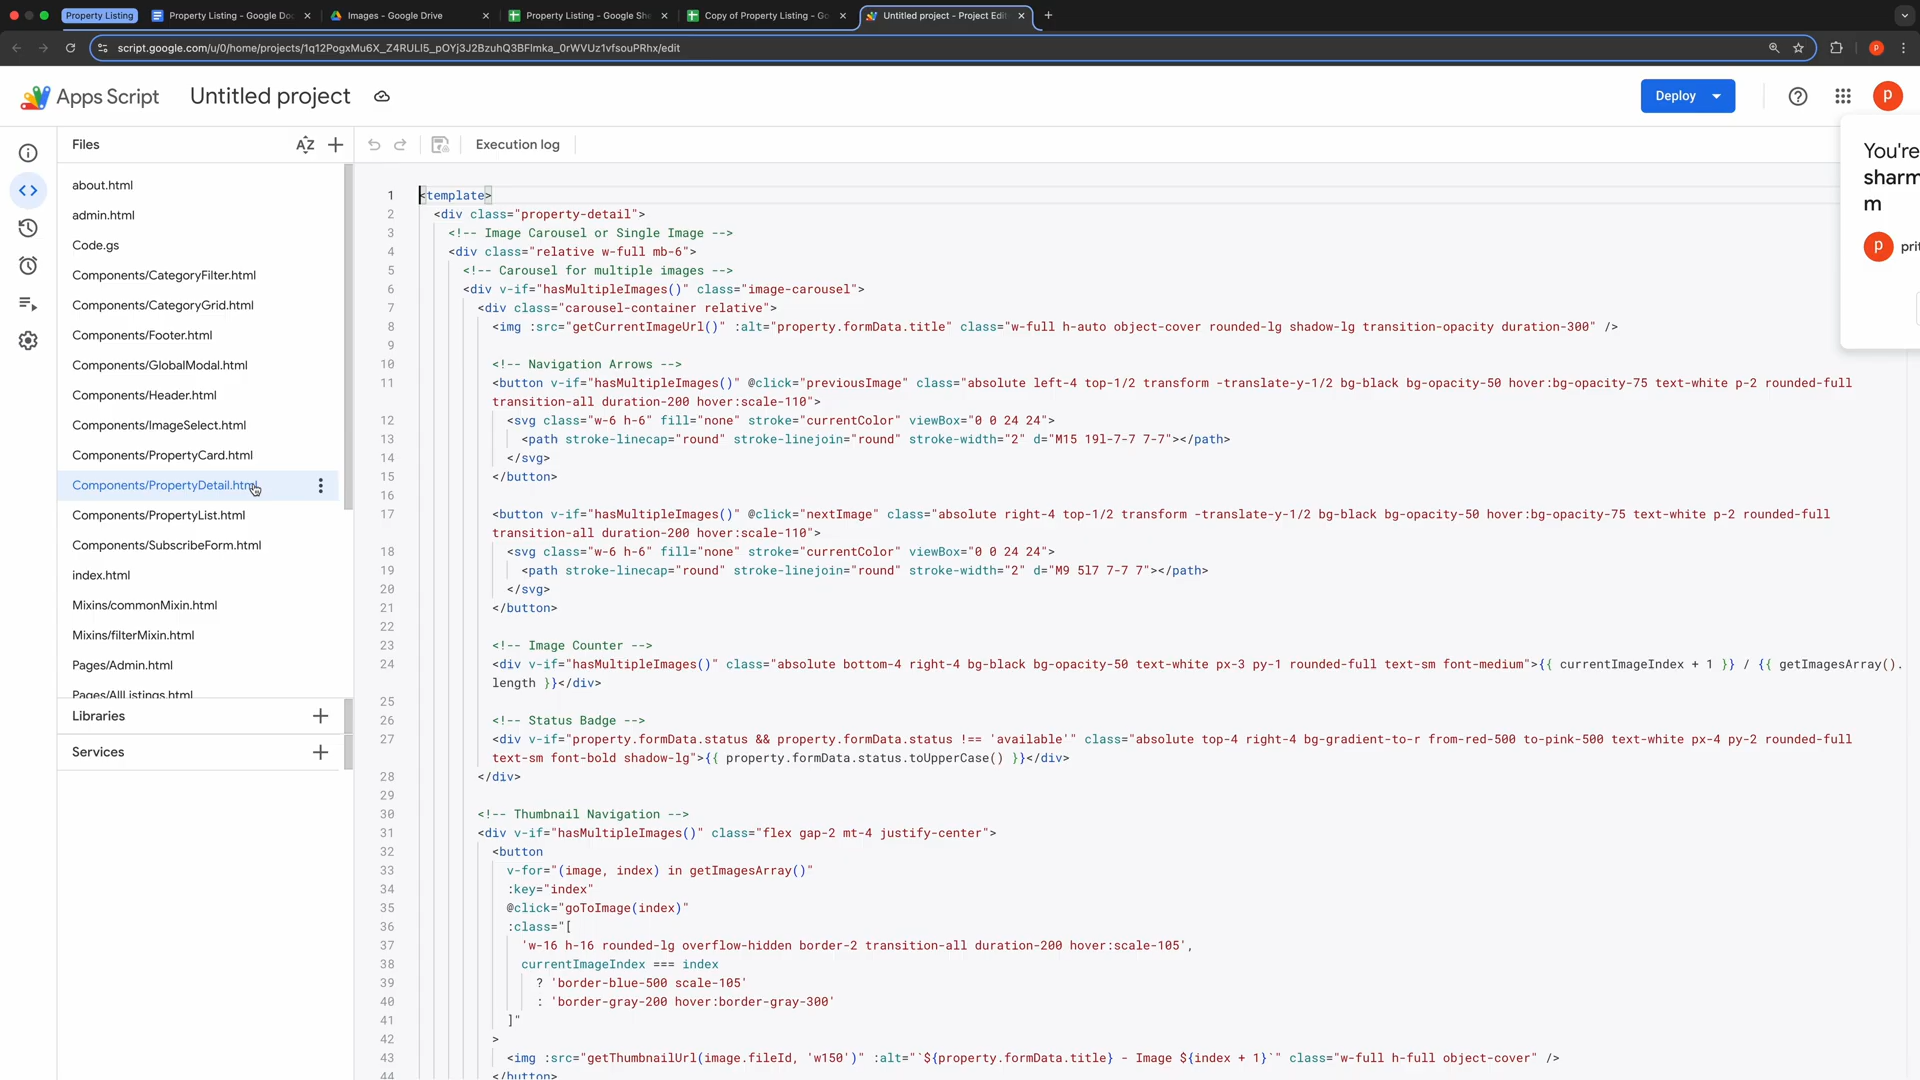 Property Listing
Property Listing - Google Do
Images - Google Drive
Property Listing - Google She
Copy of Property Listing - Go
Untitled project - Project Edit
script.google.com/u/0/home/projects/1q12PogxMu6X_Z4RULI5_pOYj3J2BzuhQ3BFlmka_0rWVUz1vfsouPRhx/edit
P
Apps Script
Untitled project
Deploy
p
You're
sharm
m
p
prit
Files
AZ
Execution log
about.html
admin.html
Code.gs
Components/CategoryFilter.html
Components/CategoryGrid.html
Components/Footer.html
Components/GlobalModal.html
Components/Header.html
Components/ImageSelect.html
Components/PropertyCard.html
Components/PropertyDetail.html
Components/PropertyList.html
Components/SubscribeForm.html
index.html
Mixins/commonMixin.html
Mixins/filterMixin.html
Pages/Admin.html
Pages/AllListings.html
Libraries
Services
1 <template>
2 <div class="property-detail">
3 <!-- Image Carousel or Single Image -->
4 <div class="relative w-full mb-6">
5 <!-- Carousel for multiple images -->
6 <div v-if="hasMultipleImages()" class="image-carousel">
7 <div class="carousel-container relative">
8 <img :src="getCurrentImageUrl()" :alt="property.formData.title" class="w-full h-auto object-cover rounded-lg shadow-lg transition-opacity duration-300" />
9
10 <!-- Navigation Arrows -->
11 <button v-if="hasMultipleImages()" @click="previousImage" class="absolute left-4 top-1/2 transform -translate-y-1/2 bg-black bg-opacity-50 hover:bg-opacity-75 text-white p-2 rounded-full
transition-all duration-200 hover:scale-110">
12 <svg class="w-6 h-6" fill="none" stroke="currentColor" viewBox="0 0 24 24">
13 <path stroke-linecap="round" stroke-linejoin="round" stroke-width="2" d="M15 19l-7-7 7-7"></path>
14 </svg>
15 </button>
16
17 <button v-if="hasMultipleImages()" @click="nextImage" class="absolute right-4 top-1/2 transform -translate-y-1/2 bg-black bg-opacity-50 hover:bg-opacity-75 text-white p-2 rounded-full
transition-all duration-200 hover:scale-110">
18 <svg class="w-6 h-6" fill="none" stroke="currentColor" viewBox="0 0 24 24">
19 <path stroke-linecap="round" stroke-linejoin="round" stroke-width="2" d="M9 5l7 7-7 7"></path>
20 </svg>
21 </button>
22
23 <!-- Image Counter -->
24 <div v-if="hasMultipleImages()" class="absolute bottom-4 right-4 bg-black bg-opacity-50 text-white px-3 py-1 rounded-full text-sm font-medium">{{ currentImageIndex + 1 }} / {{ getImagesArray().
length }}</div>
25
26 <!-- Status Badge -->
27 <div v-if="property.formData.status && property.formData.status !== 'available'" class="absolute top-4 right-4 bg-gradient-to-r from-red-500 to-pink-500 text-white px-4 py-2 rounded-full
text-sm font-bold shadow-lg">{{ property.formData.status.toUpperCase() }}</div>
28 </div>
29
30 <!-- Thumbnail Navigation -->
31 <div v-if="hasMultipleImages()" class="flex gap-2 mt-4 justify-center">
32 <button
33 v-for="(image, index) in getImagesArray()"
34 :key="index"
35 @click="goToImage(index)"
36 :class="[
37 'w-16 h-16 rounded-lg overflow-hidden border-2 transition-all duration-200 hover:scale-105',
38 currentImageIndex === index
39 ? 'border-blue-500 scale-105'
40 : 'border-gray-200 hover:border-gray-300'
41 ]"
42 >
43 <img :src="getThumbnailUrl(image.fileId, 'w150')" :alt="`${property.formData.title} - Image ${index + 1}`" class="w-full h-full object-cover" />
44 </button>